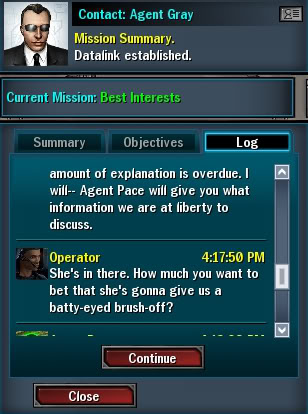 Contact: Agent Gray
Mission Summary.
Datalink established.
Current Mission: Best Interests
Summary
Objectives
Log
amount of explanation is overdue. I
will-- Agent Pace will give you what
information we are at liberty to
discuss.
Operator 4:17:50 PM
She's in there. How much you want to
bet that she's gonna give us a
batty-eyed brush-off?
Continue
Close